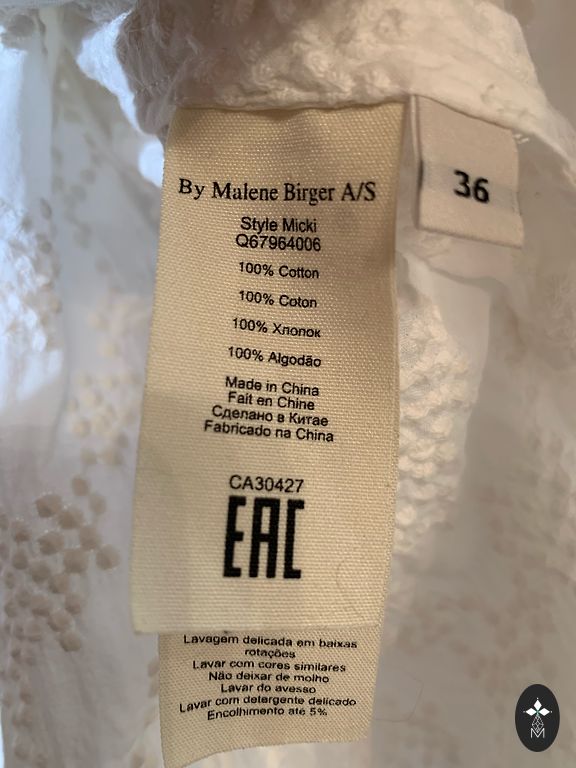 By Malene Birger A/S
36
Style Micki
Q67964006
100% Cotton
100% Coton
100% Хлопок
100% Algodão
Made in China
Fait en Chine
Сделано в Китае
Fabricado na China
CA30427
EAC
Lavagem delicada em baixas
rotações
Lavar com cores similares
Não deixar de molho
Lavar do avesso
Lavar com detergente delicado
Encolhimento até 5%
M